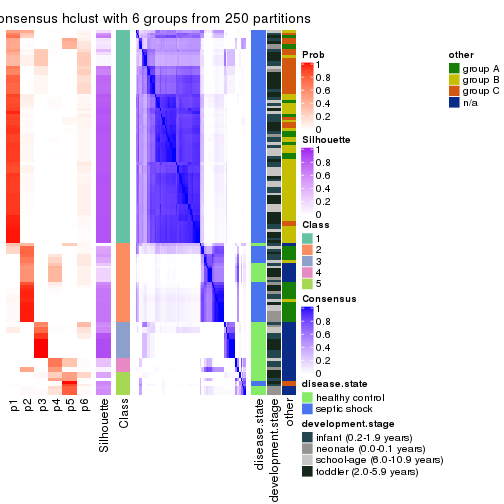 onsensus hclust with 6 groups from 250 partitions
p1
p2
p3
p4
p5
p6
Silhouette
Class
disease.state
development.stage
other
Prob
1
0.8
0.6
0.4
0.2
0
Silhouette
1
0.8
0.6
0.4
0.2
0
Class
1
2
3
4
5
Consensus
1
0.8
0.6
0.4
0.2
0
disease.state
healthy control
septic shock
development.stage
infant (0.2-1.9 years)
neonate (0.0-0.1 years)
school-age (6.0-10.9 years)
toddler (2.0-5.9 years)
other
group A
group B
group C
n/a